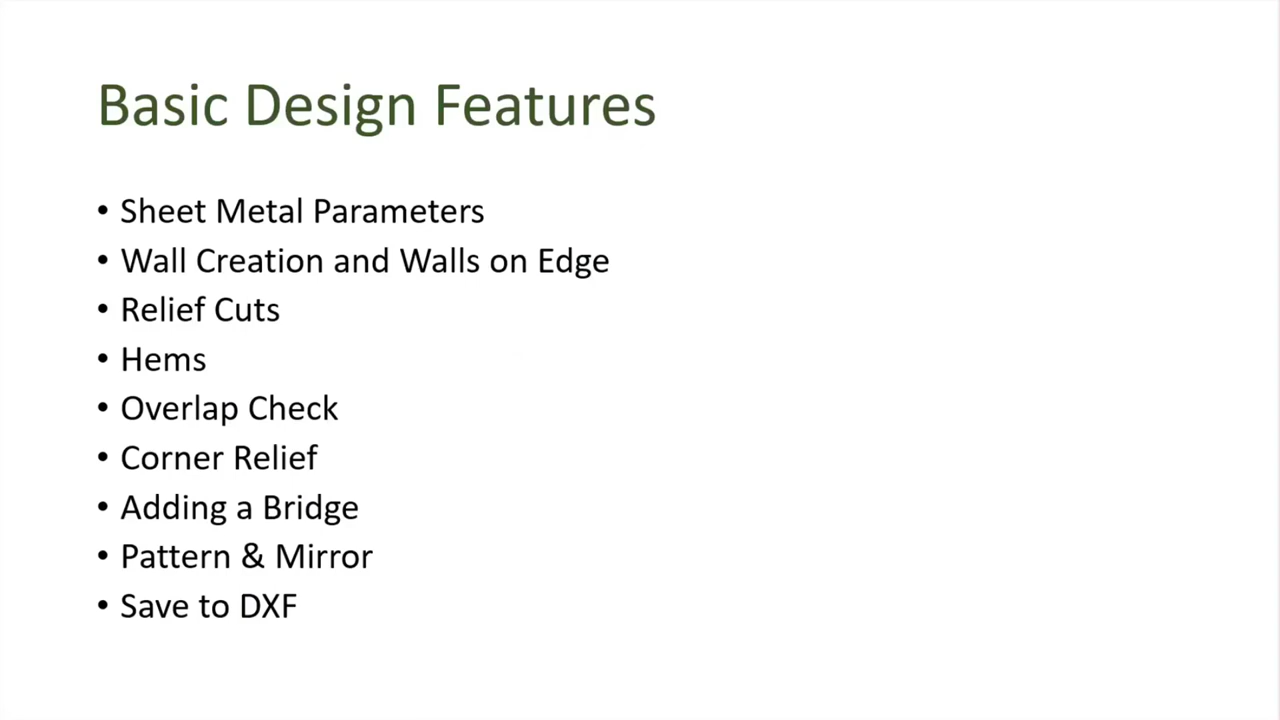 Basic Design Features
• Sheet Metal Parameters
• Wall Creation and Walls on Edge
• Relief Cuts
• Hems
• Overlap Check
• Corner Relief
• Adding a Bridge
• Pattern & Mirror
• Save to DXF